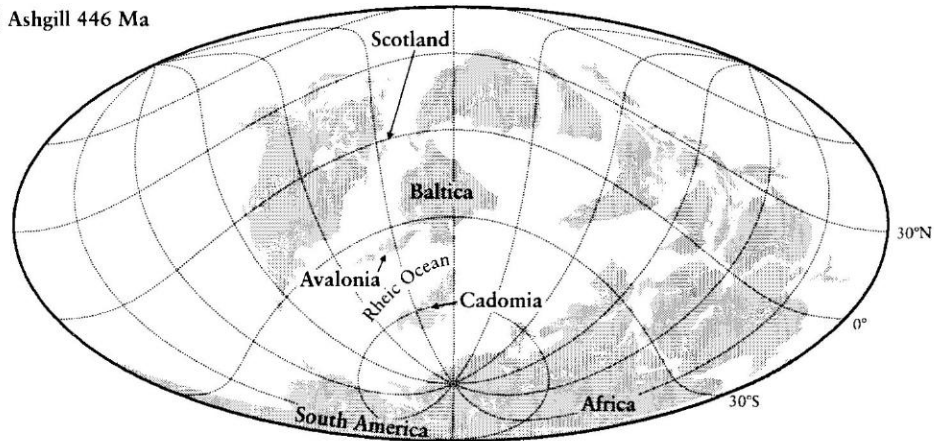 Ashgill 446 Ma
Scotland
Baltica
30°N
Avalonia
Rheic Ocean
Cadomia
0°
30°S
Africa
South America